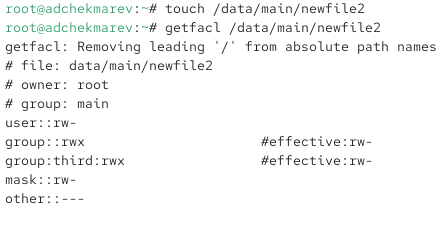 root@adchekmarev:~# touch /data/main/newfile2
root@adchekmarev:~# getfacl /data/main/newfile2
getfacl: Removing leading '/' from absolute path names
# file: data/main/newfile2
# owner: root
# group: main
user::rw-
group::rwx                      #effective:rw-
group:third:rwx                 #effective:rw-
mask::rw-
other::---